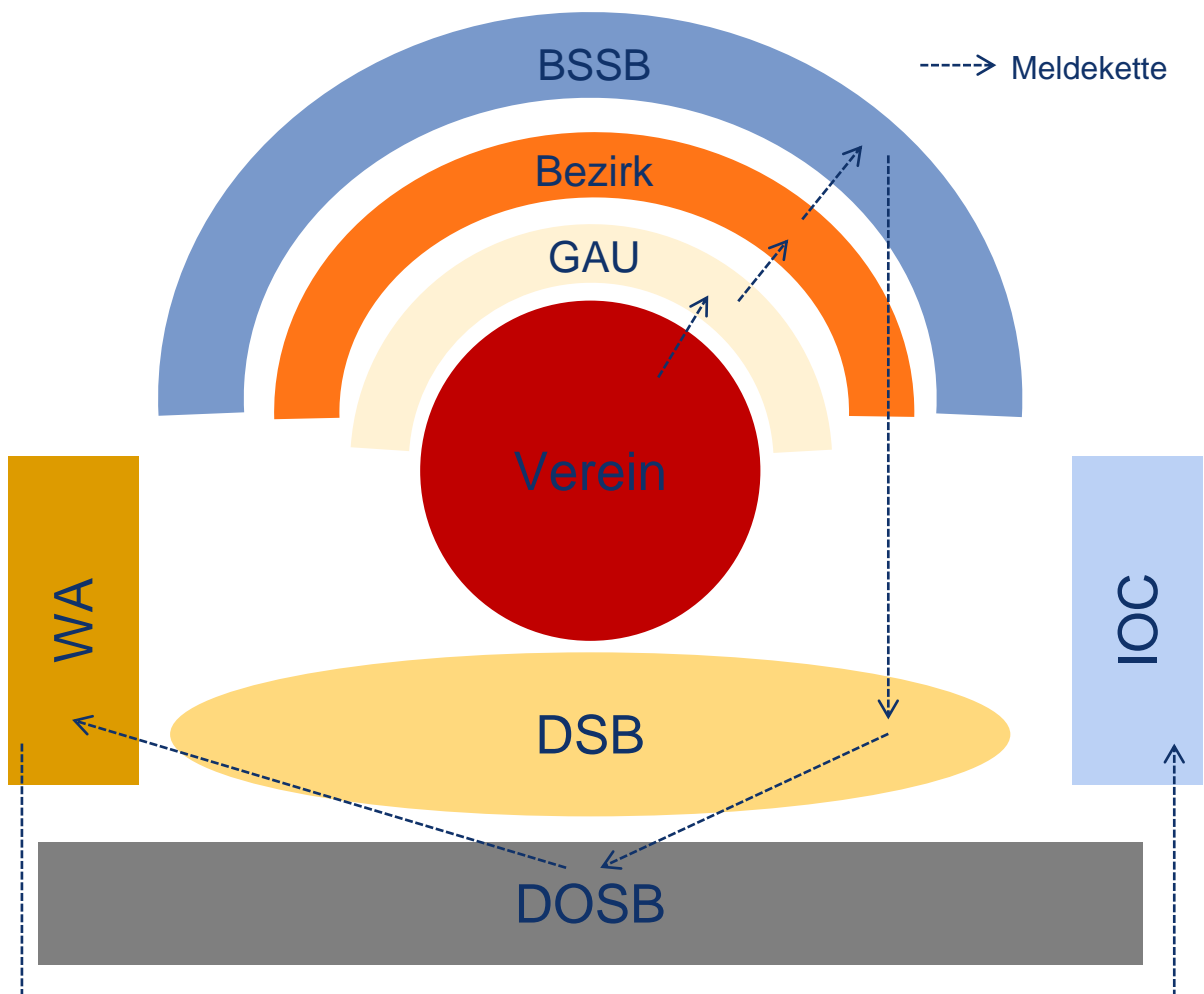 BSSB
Meldekette
Bezirk
GAU
Verein
WA
IOC
DSB
DOSB